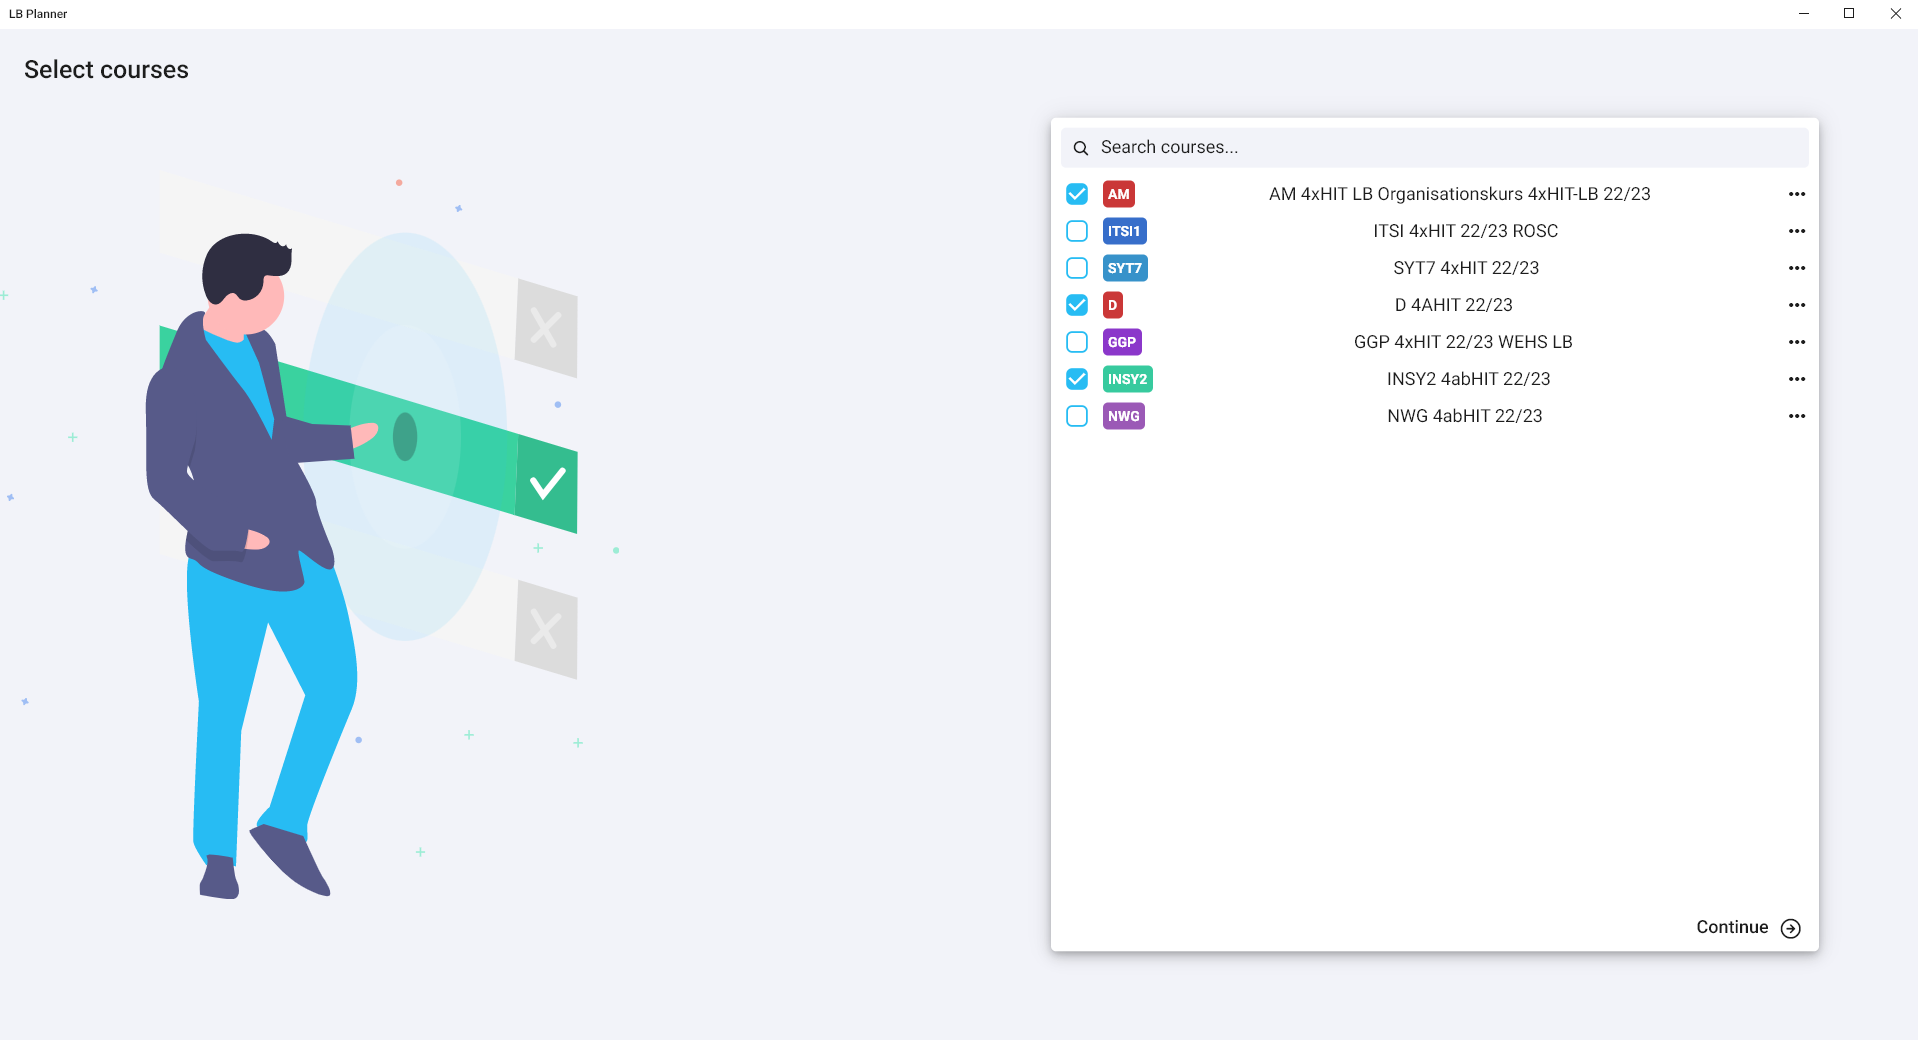 LB Planner
Select courses
Search courses...
AM AM 4xHIT LB Organisationskurs 4xHIT-LB 22/23
ITSI1 ITSI 4xHIT 22/23 ROSC
SYT7 SYT7 4xHIT 22/23
D D 4AHIT 22/23
GGP GGP 4xHIT 22/23 WEHS LB
INSY2 INSY2 4abHIT 22/23
NWG NWG 4abHIT 22/23
Continue